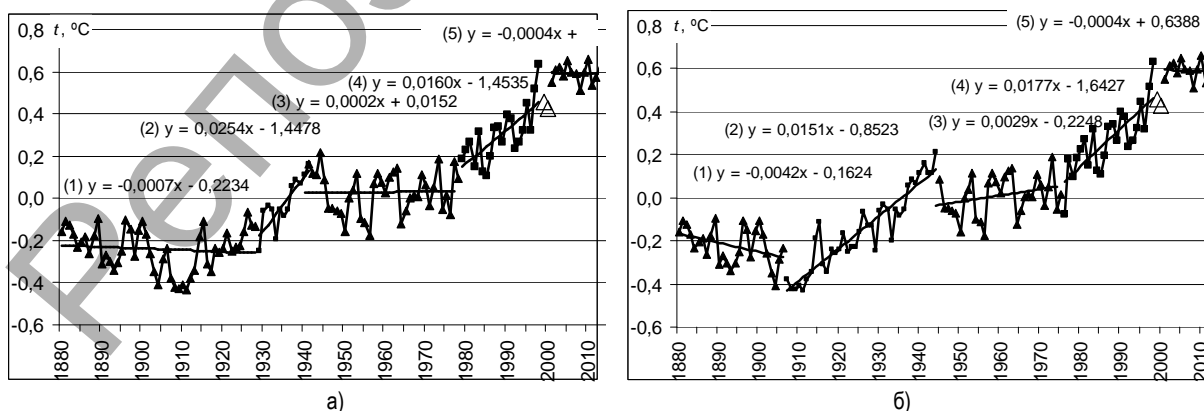 0,8
t, ºC
(5) y = -0,0004x +
0,6
(4) y = 0,0160x - 1,4535
0,4
(3) y = 0,0002x + 0,0152
(2) y = 0,0254x - 1,4478
0,2
(1) y = -0,0007x - 0,2234
0,0
-0,2
-0,4
-0,6
1880 1890 1900 1910 1920 1930 1940 1950 1960 1970 1980 1990 2000 2010
а)
0,8
t, ºC
(5) y = -0,0004x + 0,6388
0,6
(4) y = 0,0177x - 1,6427
0,4
(3) y = 0,0029x - 0,2248
(2) y = 0,0151x - 0,8523
0,2
(1) y = -0,0042x - 0,1624
0,0
-0,2
-0,4
-0,6
1880 1890 1900 1910 1920 1930 1940 1950 1960 1970 1980 1990 2000 2010
б)
Репо